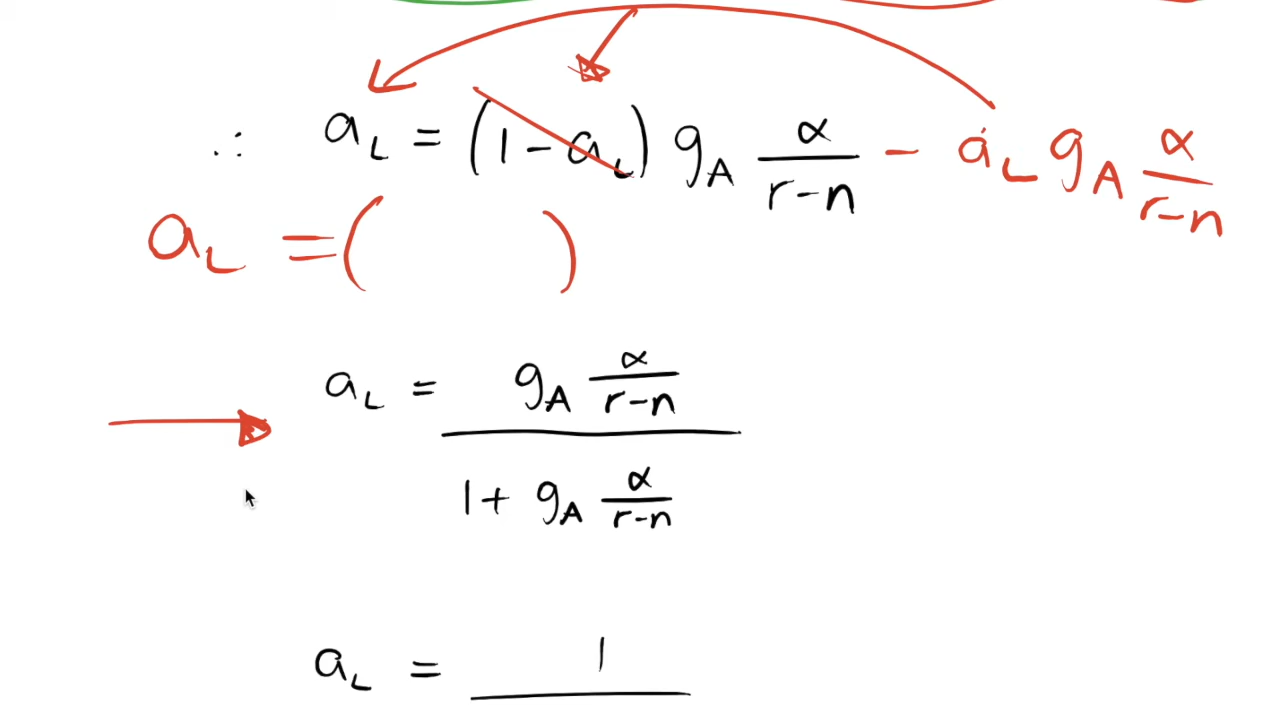 ∴ a_L = (1 - a_L) g_A α/(r-n) - a_L g_A α/(r-n)
a_L = ( )
a_L = (g_A α/(r-n)) / (1 + g_A α/(r-n))
a_L = 1